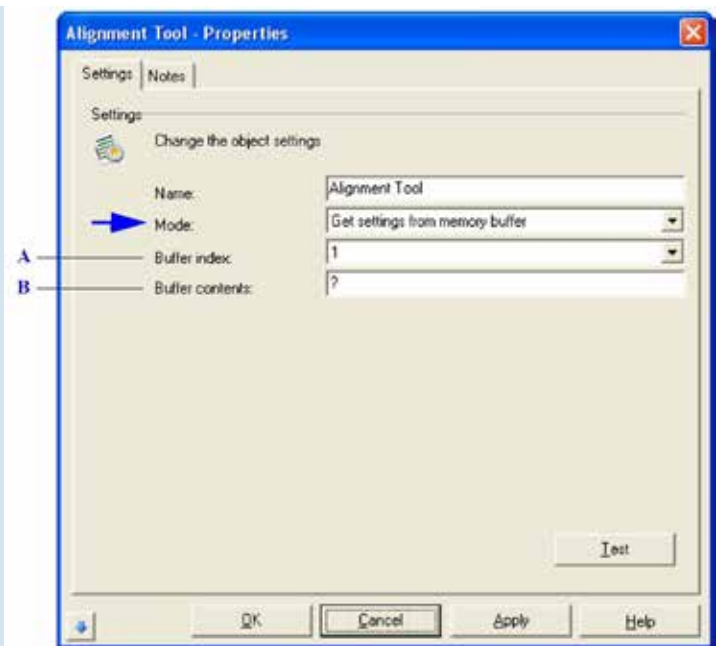 Alignment Tool - Properties
Settings Notes
Settings
Change the object settings
Name: Alignment Tool
Mode: Get settings from memory buffer
A Buffer index: 1
B Buffer contents: ?
Test
OK Cancel Apply Help